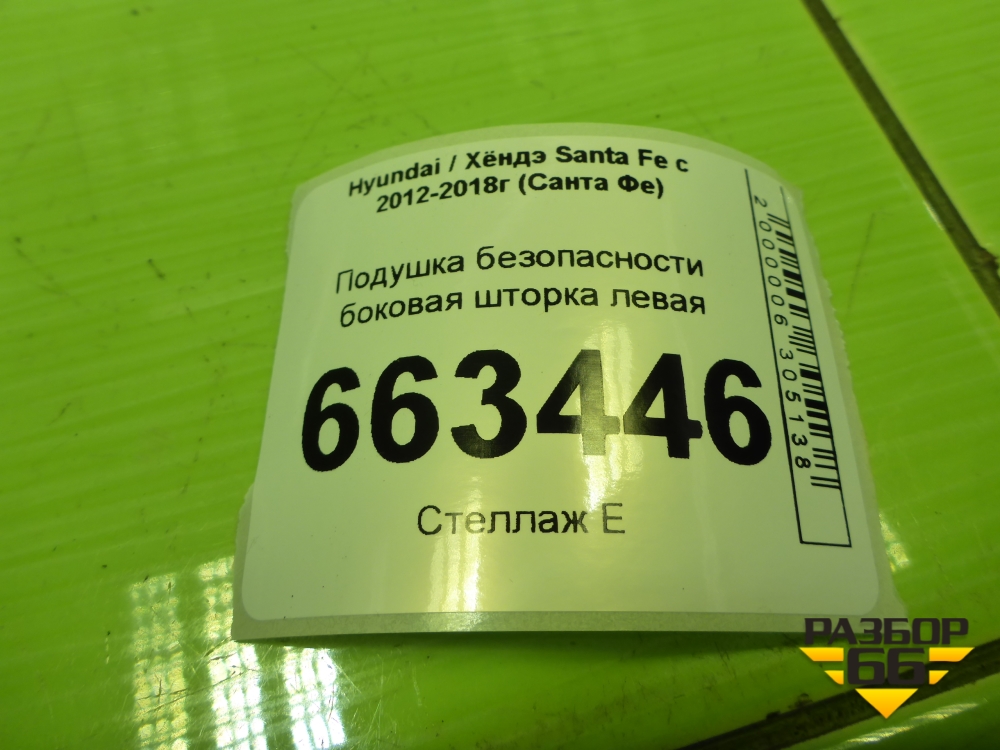 Hyundai / Хёндэ Santa Fe с
2012-2018г (Санта Фе)
Подушка безопасности
боковая шторка левая
663446
Стеллаж Е
2000006305138
РАЗБОР
66